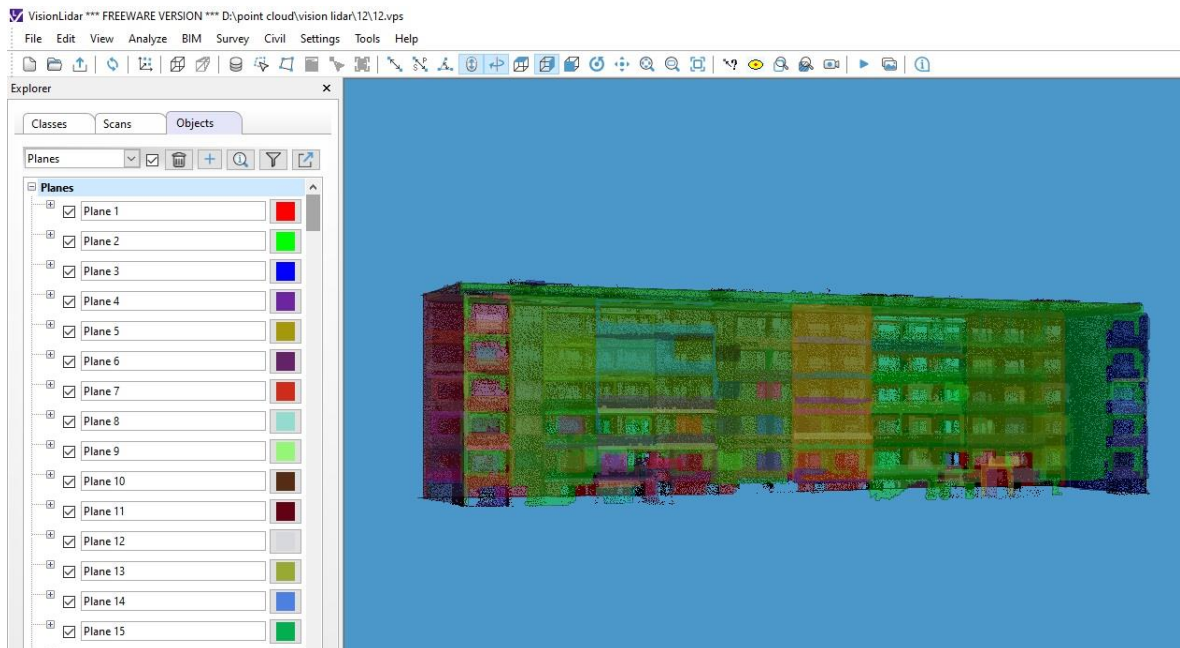 VisionLidar *** FREEWARE VERSION *** D:\point cloud\vision lidar\12\12.vps
File Edit View Analyze BIM Survey Civil Settings Tools Help
Explorer
Classes Scans Objects
Planes
Planes
Plane 1
Plane 2
Plane 3
Plane 4
Plane 5
Plane 6
Plane 7
Plane 8
Plane 9
Plane 10
Plane 11
Plane 12
Plane 13
Plane 14
Plane 15